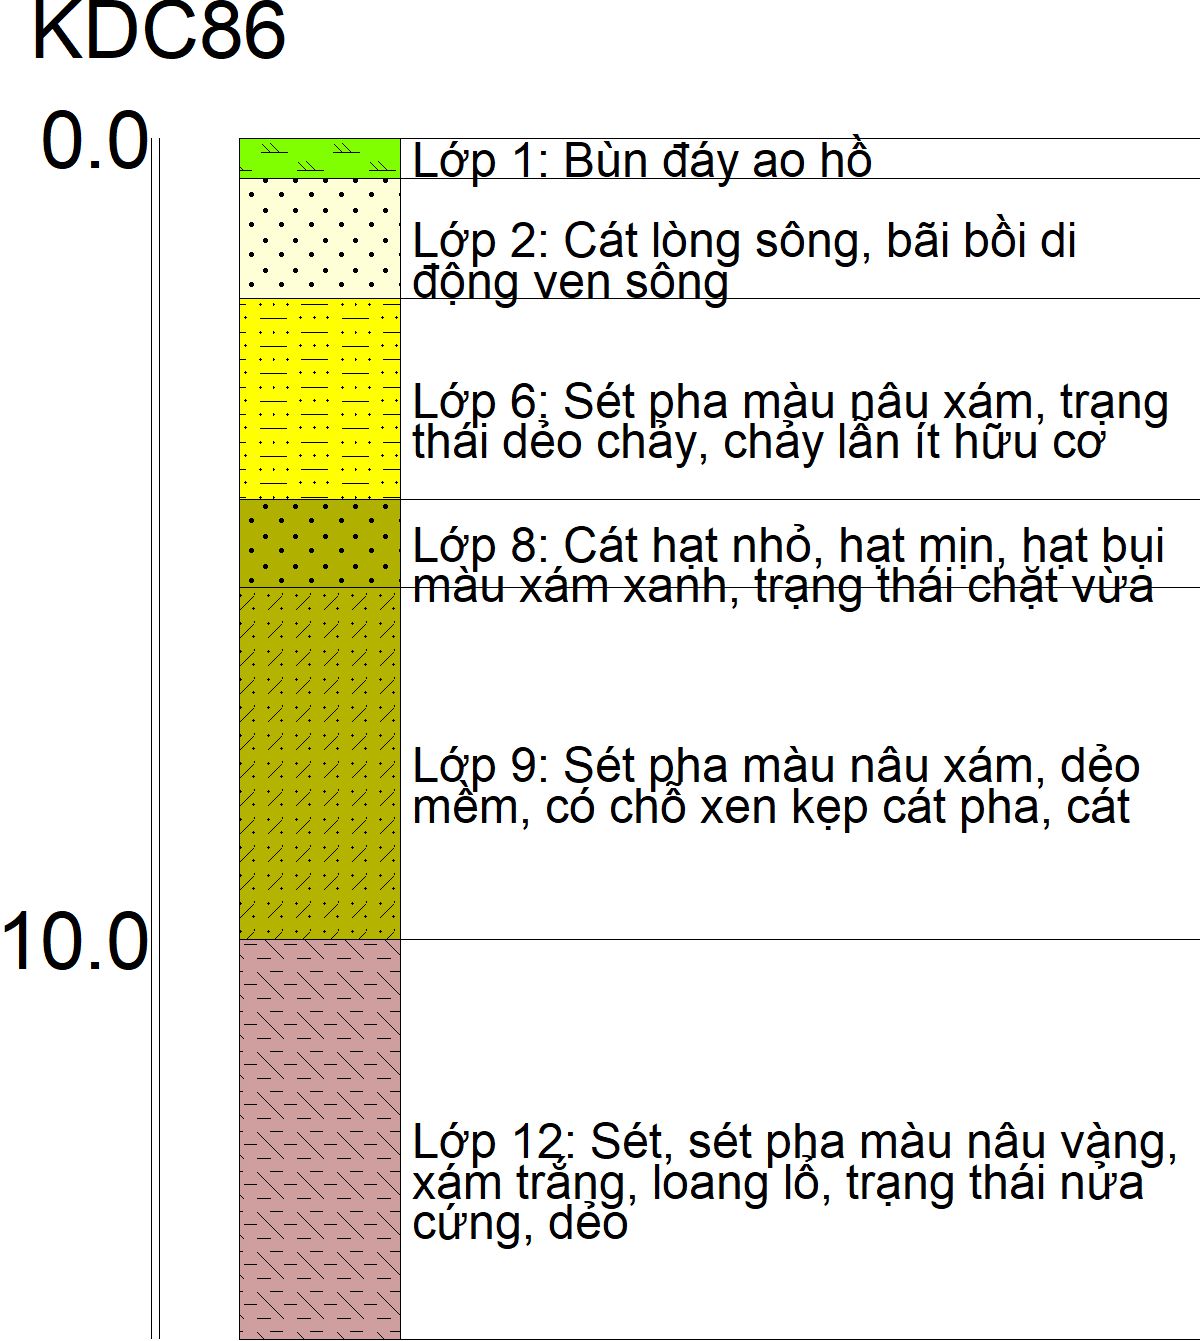 KDC86
0.0
Lớp 1: Bùn đáy ao hồ
Lớp 2: Cát lòng sông, bãi bồi di
động ven sông
Lớp 6: Sét pha màu nâu xám, trạng
thái dẻo chảy, chảy lẫn ít hữu cơ
Lớp 8: Cát hạt nhỏ, hạt mịn, hạt bụi
màu xám xanh, trạng thái chặt vừa
Lớp 9: Sét pha màu nâu xám, dẻo
mềm, có chỗ xen kẹp cát pha, cát
10.0
Lớp 12: Sét, sét pha màu nâu vàng,
xám trắng, loang lổ, trạng thái nửa
cứng, dẻo